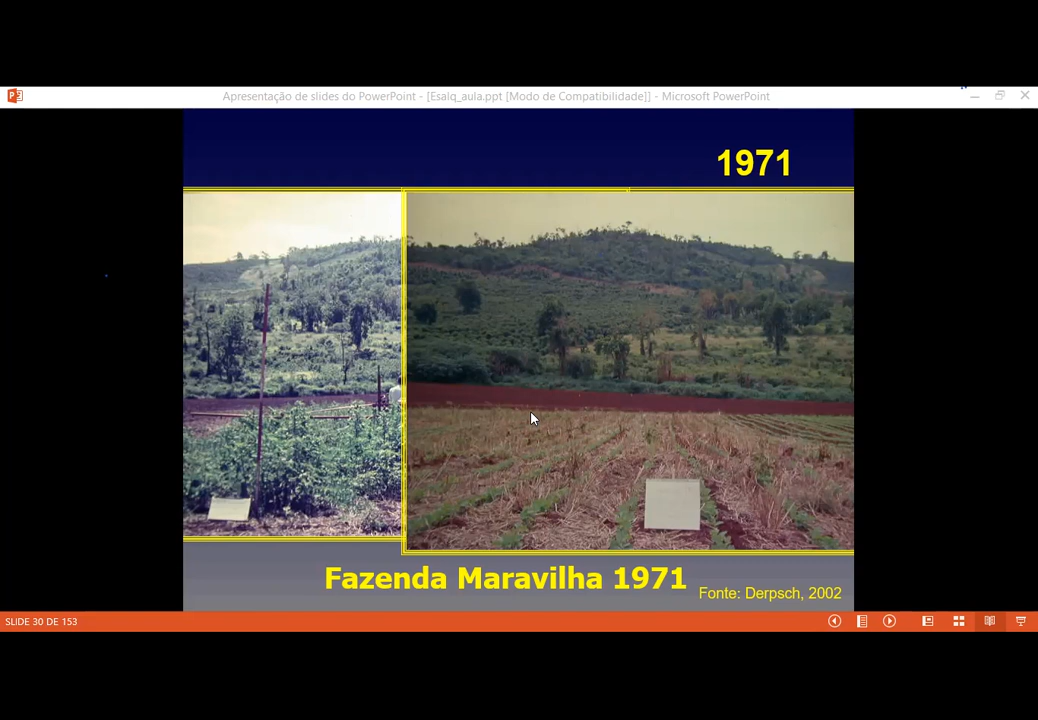 Apresentação de slides do PowerPoint - [Esalq_aula.ppt [Modo de Compatibilidade]] - Microsoft PowerPoint
1971
Fazenda Maravilha 1971
Fonte: Derpsch, 2002
SLIDE 30 DE 153